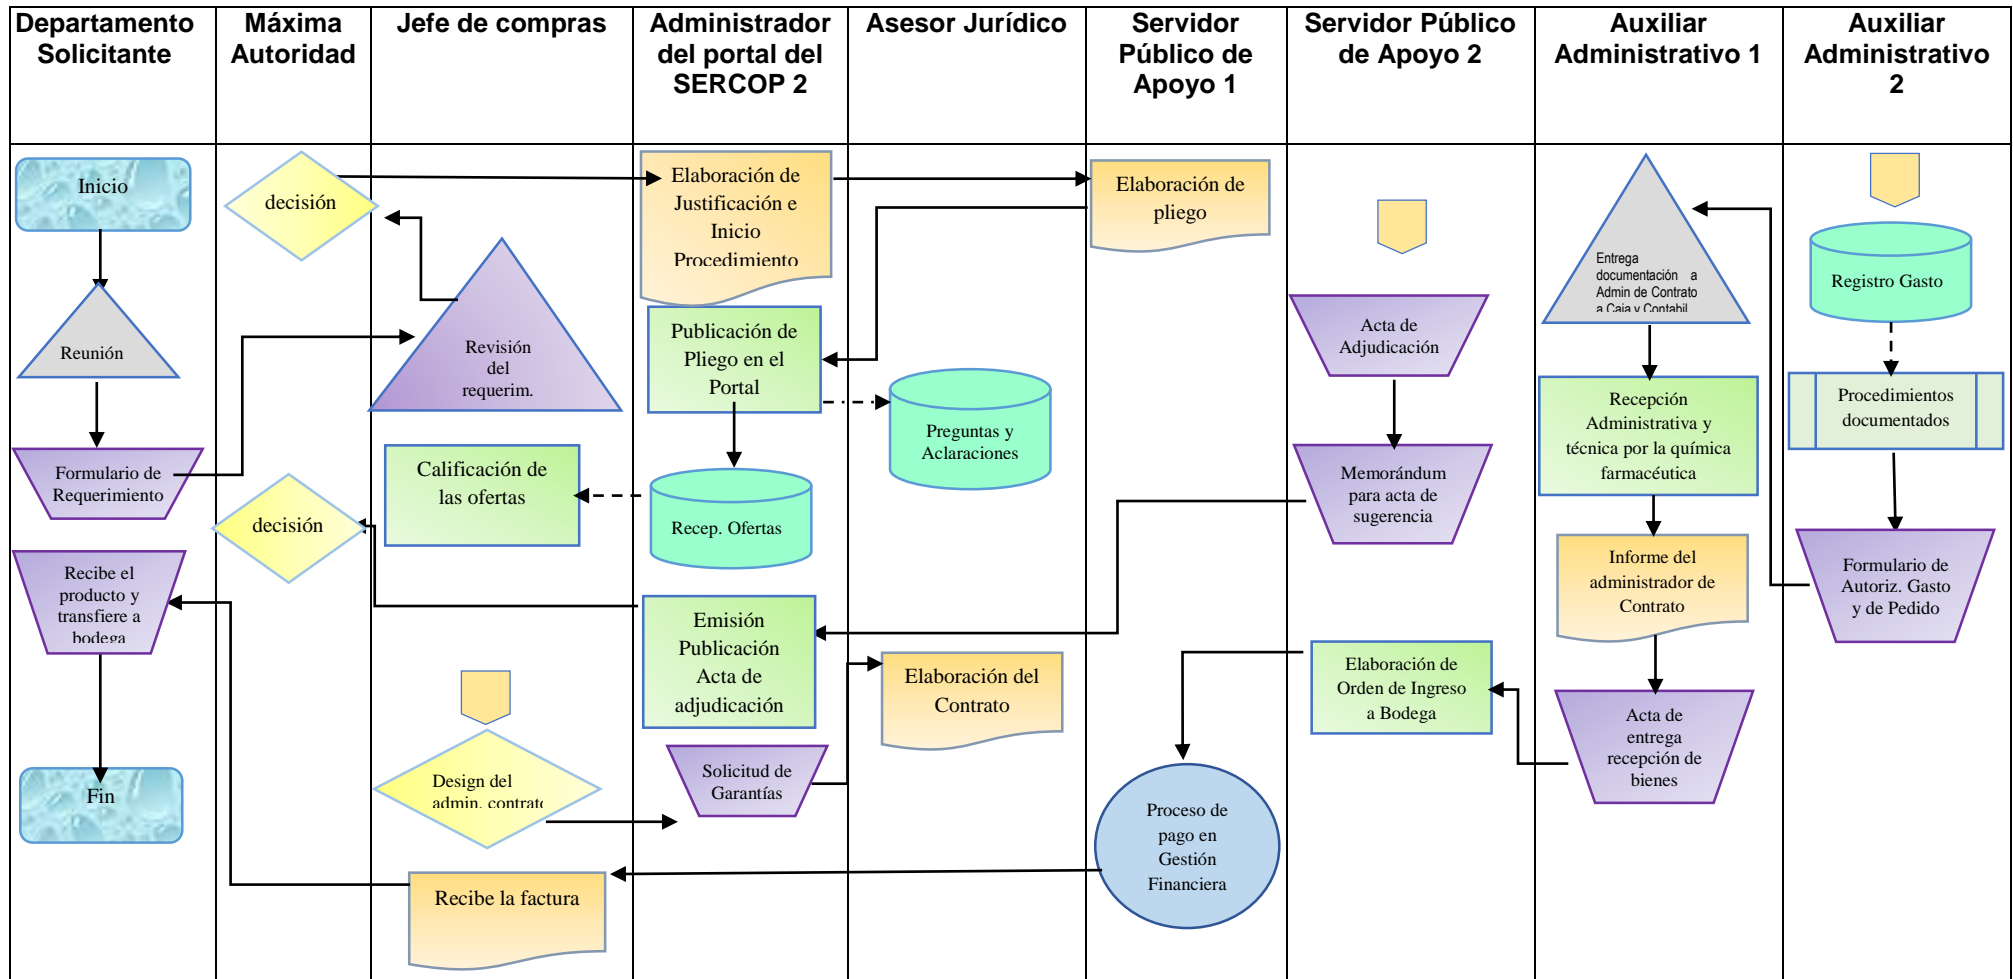 Departamento
Solicitante
Máxima
Autoridad
Jefe de compras
Administrador
del portal del
SERCOP 2
Asesor Jurídico
Servidor
Público de
Apoyo 1
Servidor Público
de Apoyo 2
Auxiliar
Administrativo 1
Auxiliar
Administrativo
2
Inicio
Reunión
Formulario de
Requerimiento
Recibe el
producto y
transfiere a
bodega
Fin
decisión
decisión
Revisión
del
requerim.
Calificación de
las ofertas
Design del
admin. contrato
Recibe la factura
Elaboración de
Justificación e
Inicio
Procedimiento
Publicación de
Pliego en el
Portal
Recep. Ofertas
Emisión
Publicación
Acta de
adjudicación
Solicitud de
Garantías
Preguntas y
Aclaraciones
Elaboración del
Contrato
Elaboración de
pliego
Proceso de
pago en
Gestión
Financiera
Acta de
Adjudicación
Memorándum
para acta de
sugerencia
Elaboración de
Orden de Ingreso
a Bodega
Entrega
documentación a
Admin de Contrato
a Caja y Contabil
Recepción
Administrativa y
técnica por la química
farmacéutica
Informe del
administrador de
Contrato
Acta de
entrega
recepción de
bienes
Registro Gasto
Procedimientos
documentados
Formulario de
Autoriz. Gasto
y de Pedido